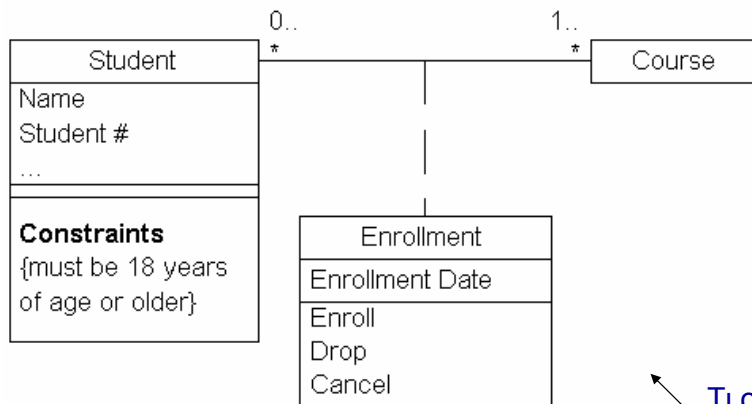 0..
*
1..
*
Student
Name
Student #
...
Constraints
{must be 18 years
of age or older}
Course
Enrollment
Enrollment Date
Enroll
Drop
Cancel